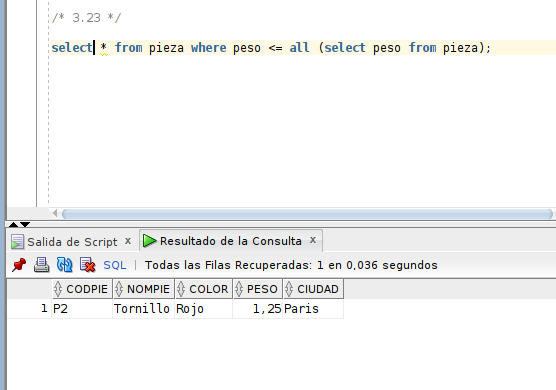 /* 3.23 */
select * from pieza where peso <= all (select peso from pieza);
Salida de Script x Resultado de la Consulta x
SQL | Todas las Filas Recuperadas: 1 en 0,036 segundos
CODPIE NOMPIE COLOR PESO CIUDAD
1 P2 Tornillo Rojo 1,25 Paris